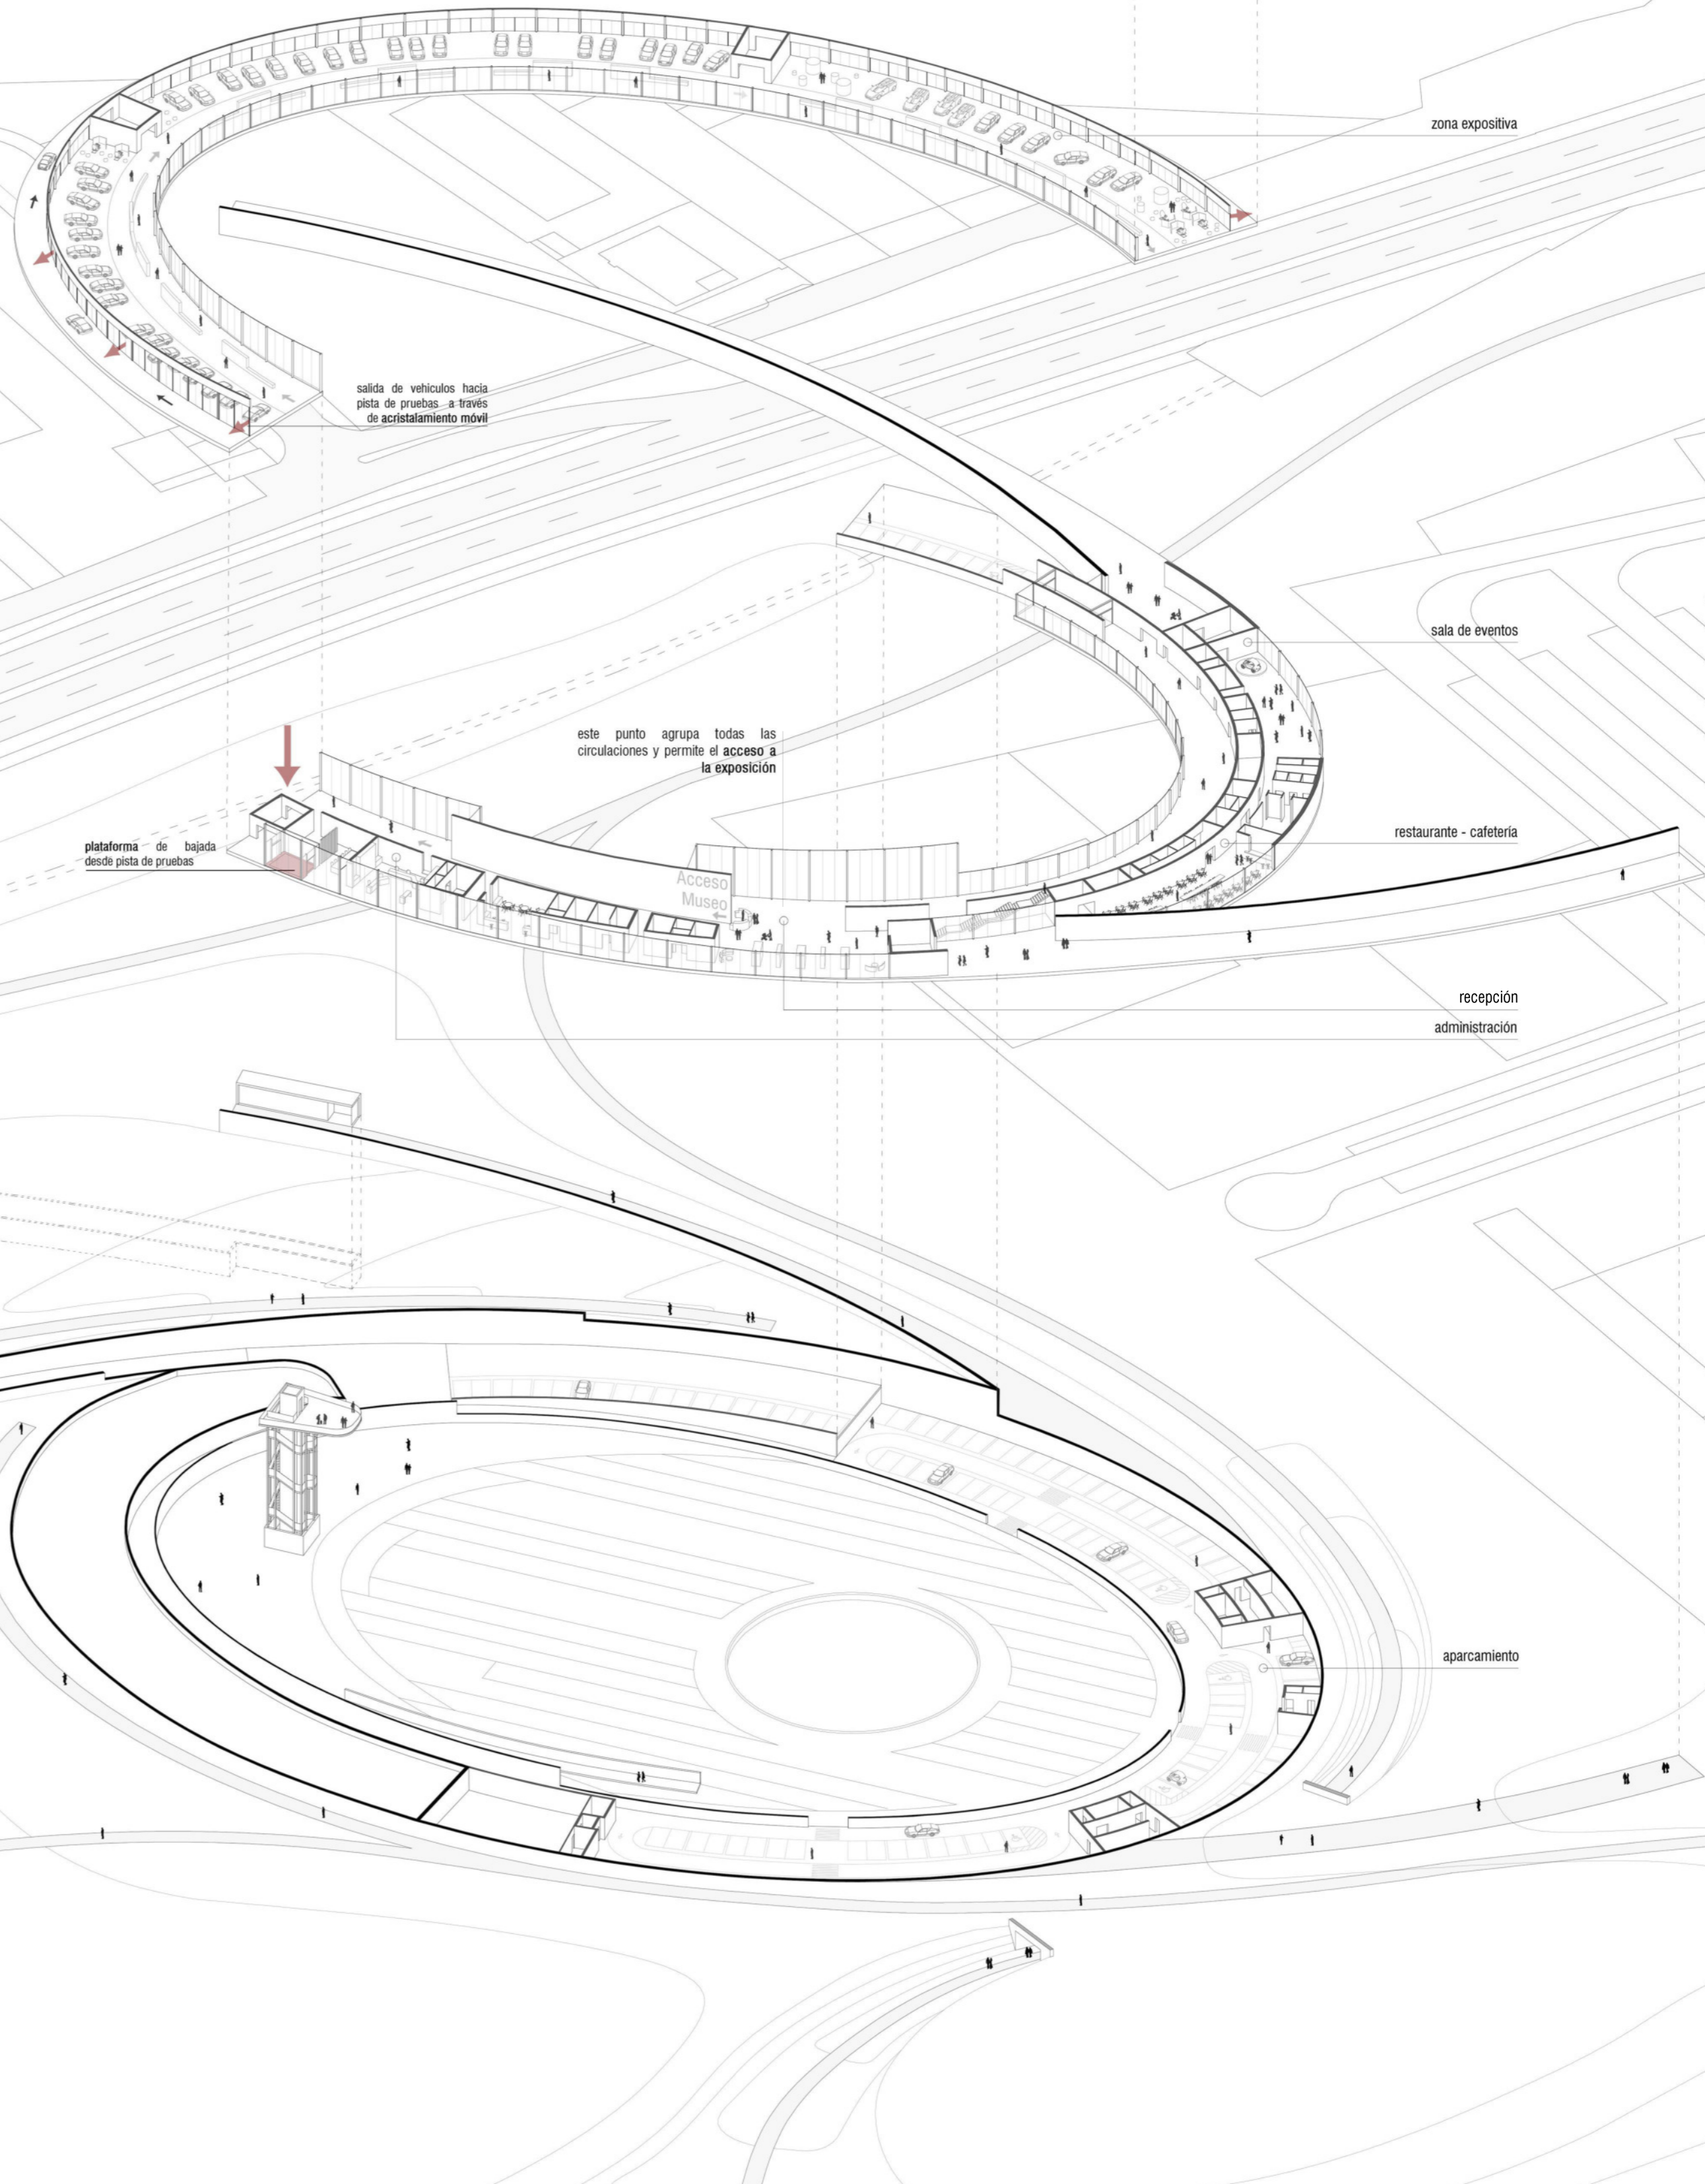 zona expositiva
salida de vehiculos hacia
pista de pruebas a través
de acristalamiento móvil
sala de eventos
este punto agrupa todas las
circulaciones y permite el acceso a
la exposición
restaurante - cafetería
plataforma de bajada
desde pista de pruebas
Acceso
Museo
recepción
administración
aparcamiento